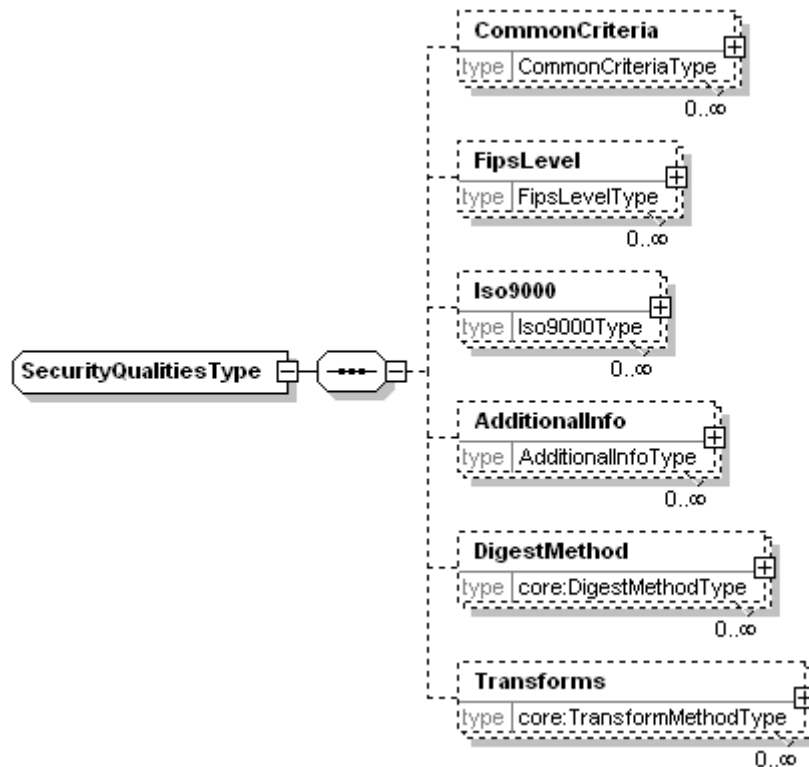 CommonCriteria
type CommonCriteriaType
0..∞
FipsLevel
type FipsLevelType
0..∞
Iso9000
type Iso9000Type
0..∞
SecurityQualitiesType
AdditionalInfo
type AdditionalInfoType
0..∞
DigestMethod
type core:DigestMethodType
0..∞
Transforms
type core:TransformMethodType
0..∞